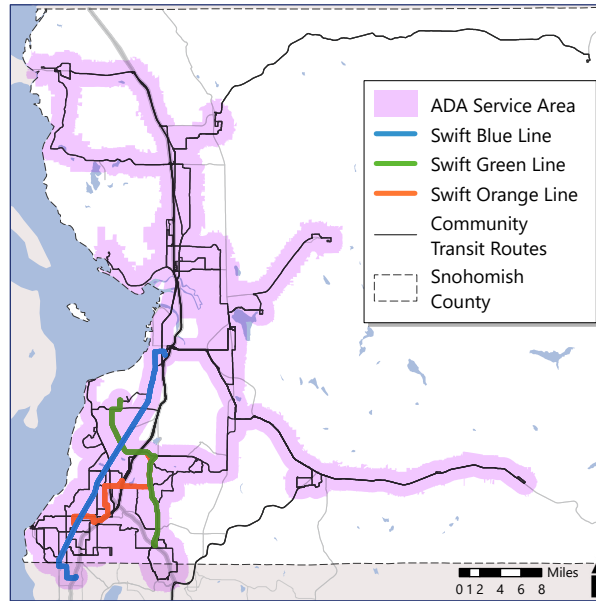 ADA Service Area
Swift Blue Line
Swift Green Line
Swift Orange Line
Community
Transit Routes
Snohomish
County
Miles
0 1 2 4 6 8